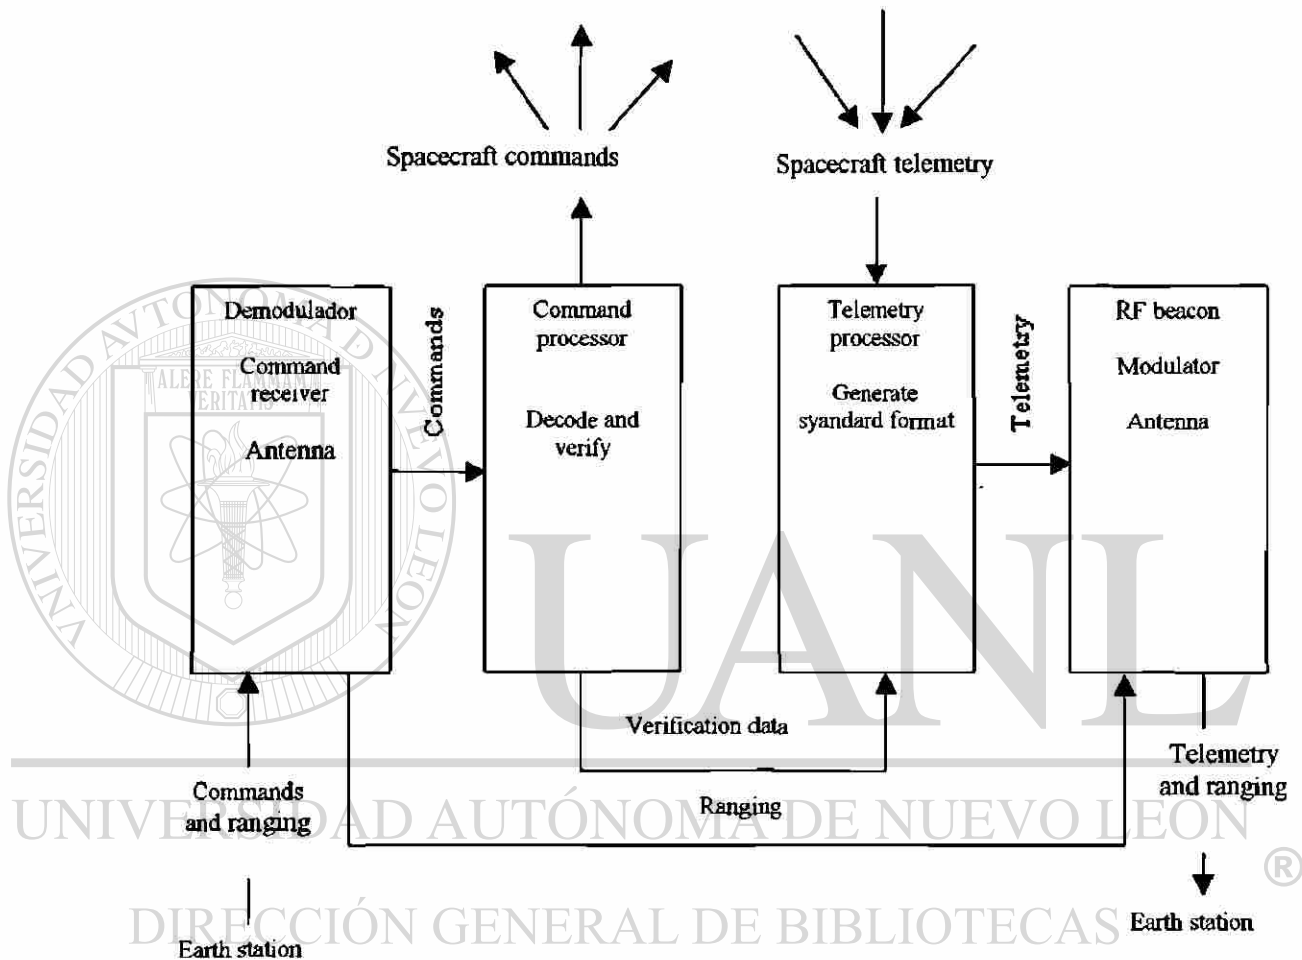 Spacecraft commands
Spacecraft telemetry
Demodulador
Command
receiver
Antenna
Commands
Command
processor
Decode and
verify
Telemetry
processor
Generate
syandard format
Telemetry
RF beacon
Modulator
Antenna
Verification data
Ranging
Commands
and ranging
Earth station
Telemetry
and ranging
Earth station
UNIVERSIDAD AVTONOMA DE NVEVO LEON
ALERE FLAMMAM
VERITATIS
UANL
UNIVERSIDAD AUTÓNOMA DE NUEVO LEÓN
®
DIRECCIÓN GENERAL DE BIBLIOTECAS